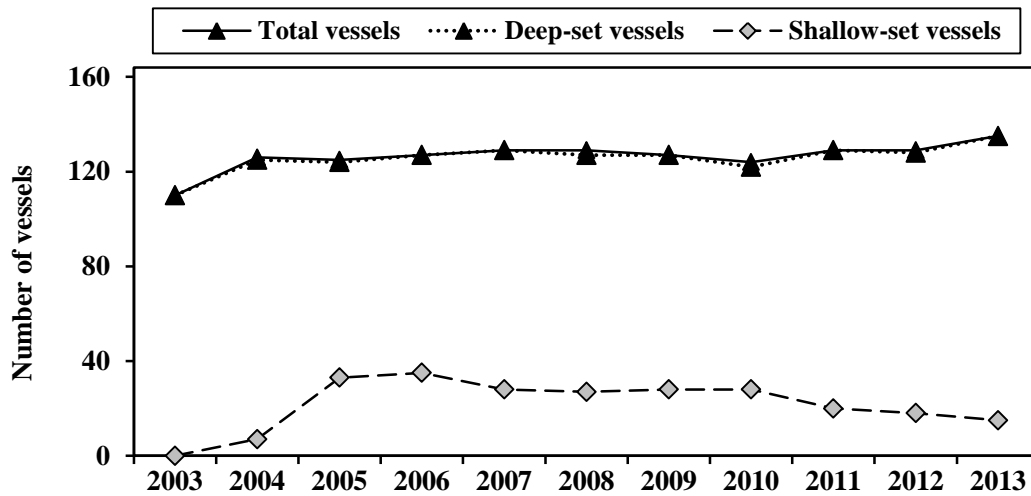 Total vessels Deep-set vessels Shallow-set vessels
160
120
80
40
0
Number of vessels
2003 2004 2005 2006 2007 2008 2009 2010 2011 2012 2013